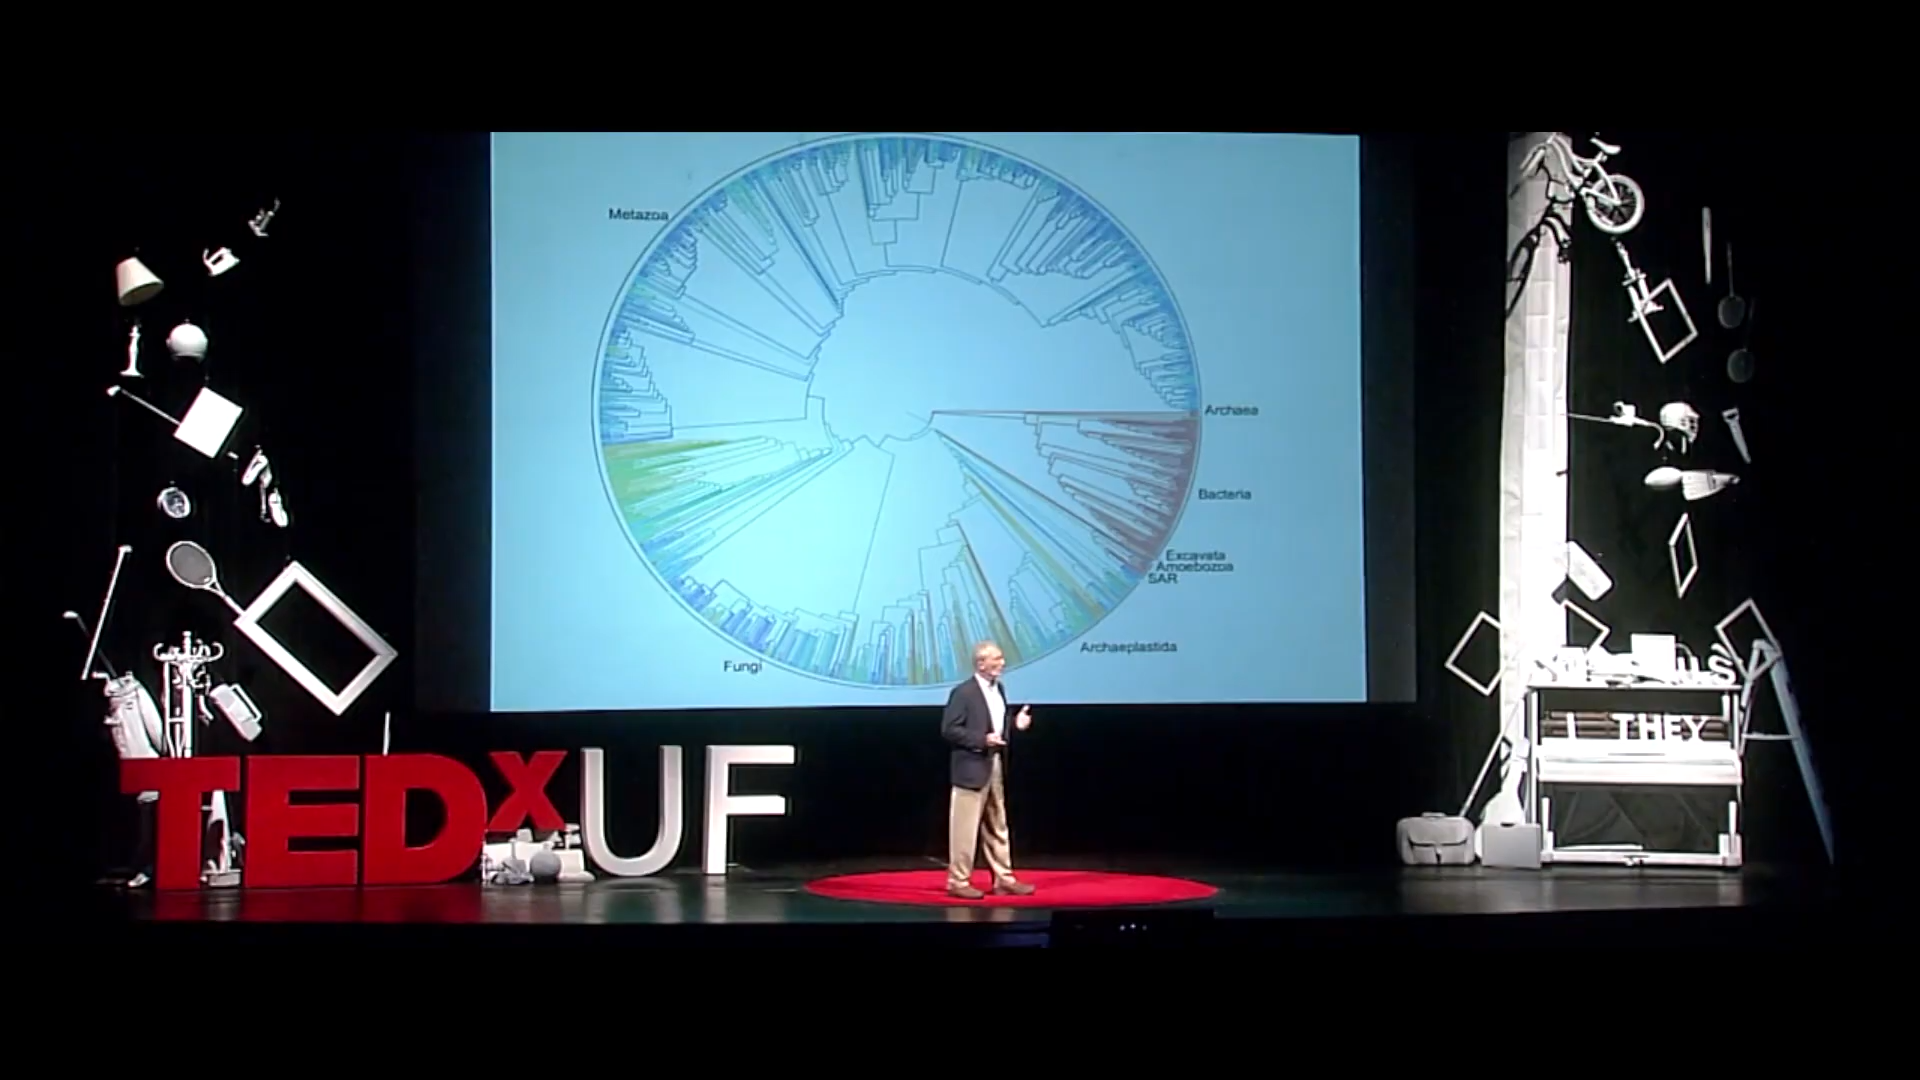 Metazoa
Archaea
Bacteria
Excavata
Amoebozoa
SAR
Archaeplastida
Fungi
TEDxUF
I THEY